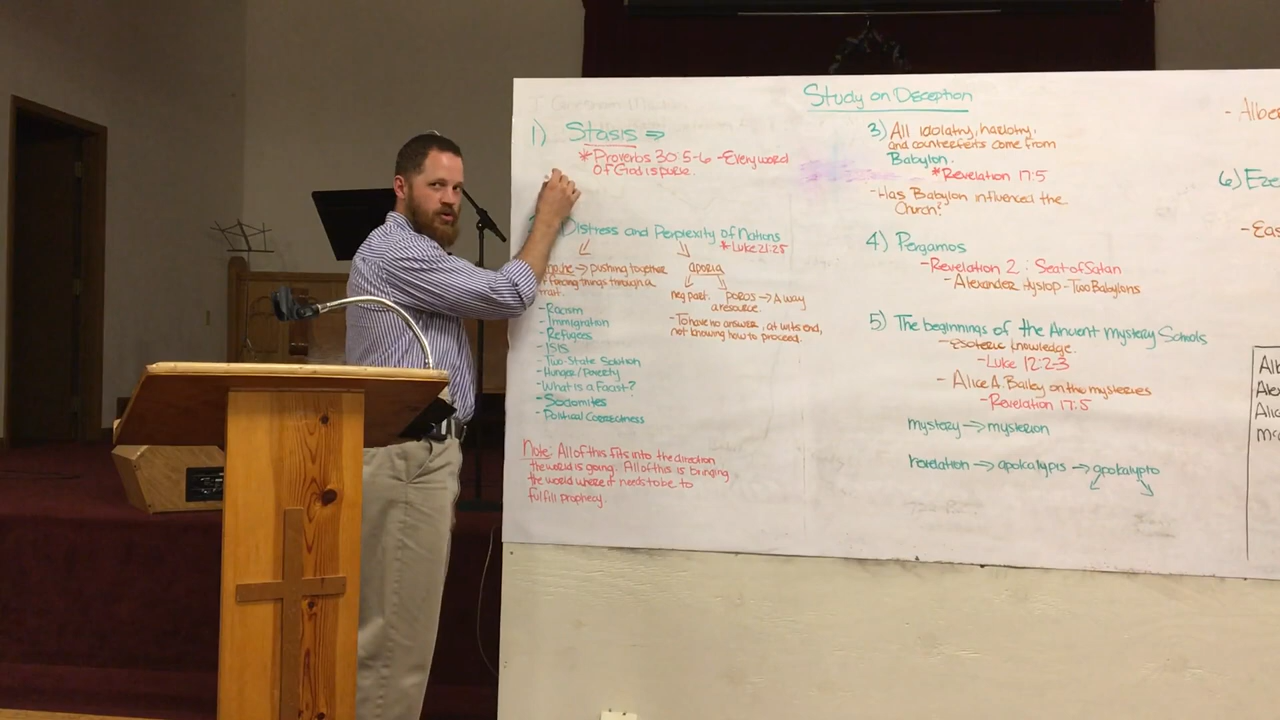 Study on Deception
1) Stasis ⇒
*Proverbs 30:5-6 -Every word
of God is pure.
Distress and Perplexity of Nations
*Luke 21:25
→ pushing together
forcing things through a
trait.
-Racism
-Immigration
-Refugees
-ISIS
-Two-State Solution
-Hunger/Poverty
-What is a Facist?
-Sodomites
-Political Correctness
aporia
neg part. poros → A way
a resource.
-To have no answer, at wits end,
not knowing how to proceed.
Note: All of this fits into the direction
the world is going. All of this is bringing
the world where it needs to be to
fulfill prophecy.
3) All idolatry, harlotry,
and counterfeits come from
Babylon.
*Revelation 17:5
-Has Babylon influenced the
Church?
4) Pergamos
-Revelation 2: Seat of Satan
-Alexander Hyslop - Two Babylons
5) The beginnings of the Ancient mystery Schools
-Esoteric knowledge.
-Luke 12:2-3
- Alice A. Bailey on the mysteries
-Revelation 17:5
mystery → mysterion
revelation → apokalypis → apokalypto
- Albe
6) Eze
-Eas
Alb
Ale
Alic